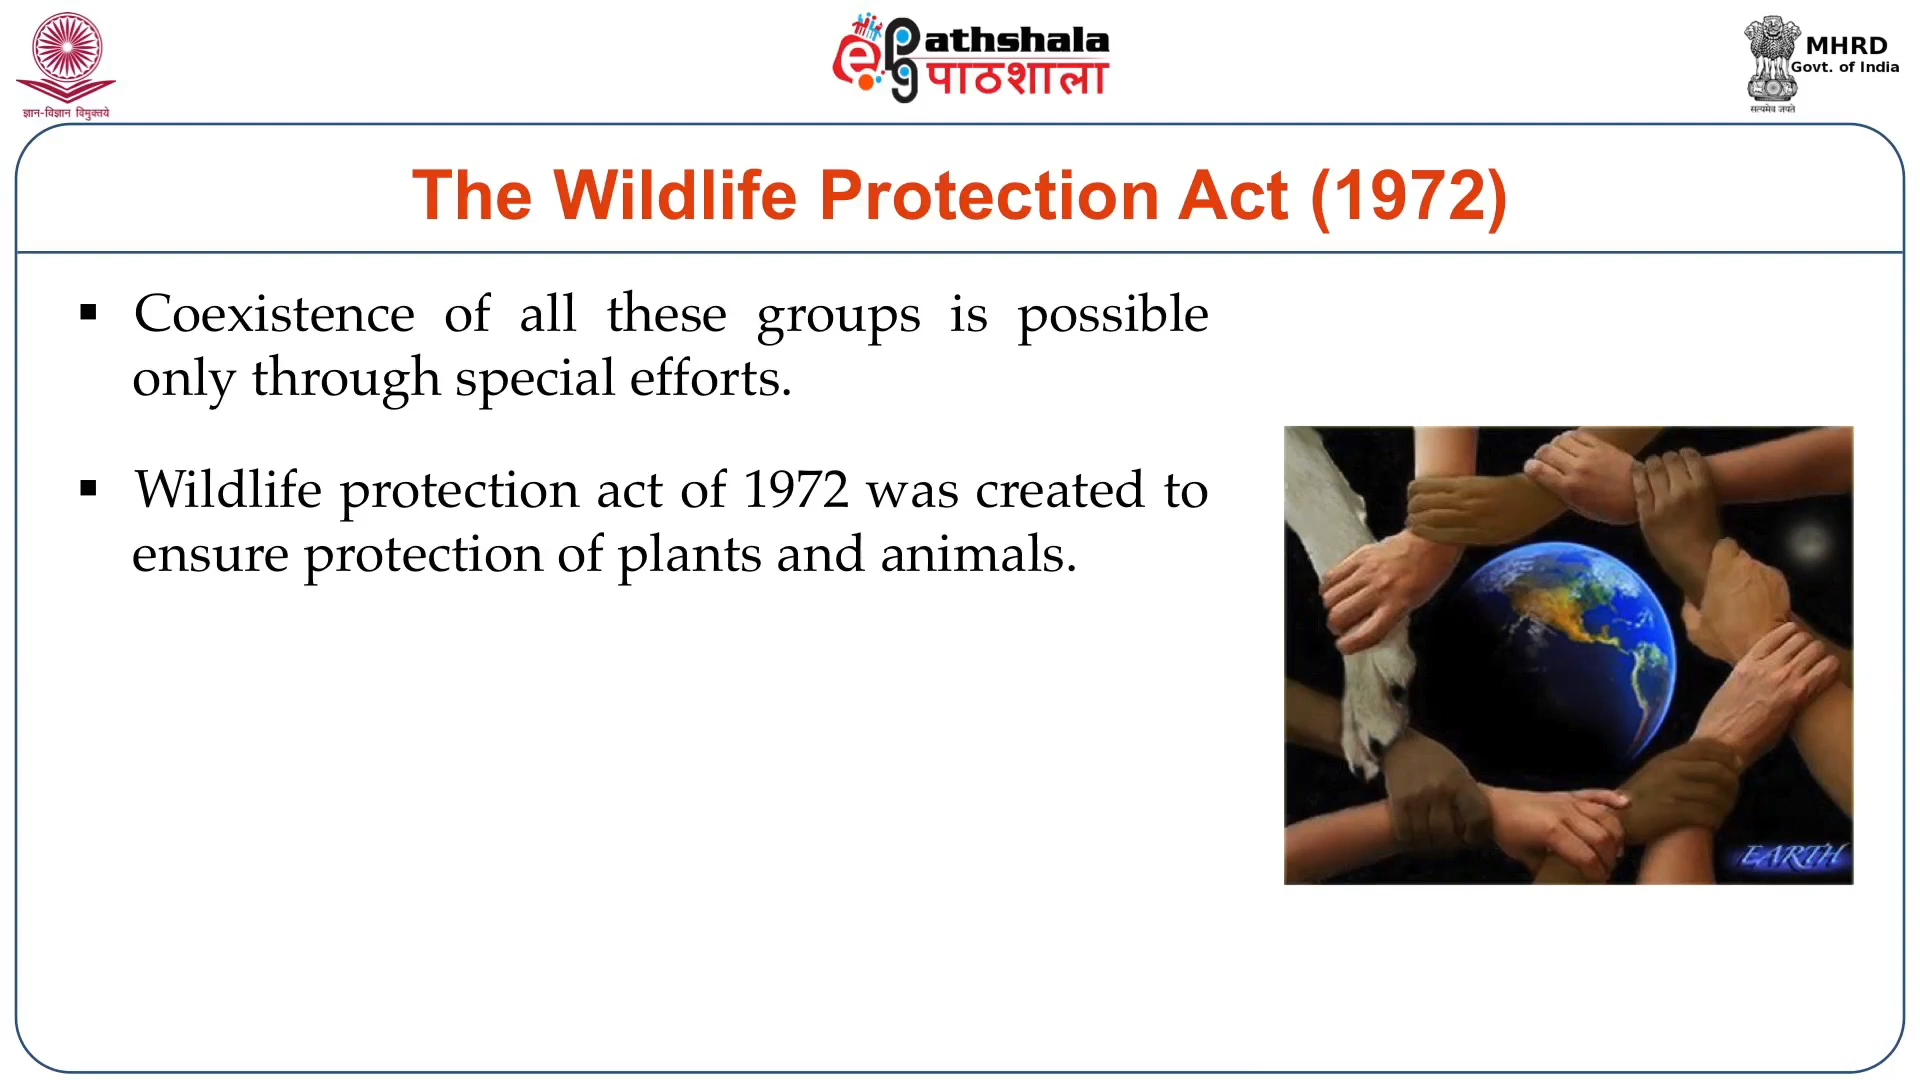 ज्ञान-विज्ञान विमुक्तये
ePG Pathshala
पाठशाला
MHRD
Govt. of India
सत्यमेव जयते
The Wildlife Protection Act (1972)
▪ Coexistence of all these groups is possible
only through special efforts.
▪ Wildlife protection act of 1972 was created to
ensure protection of plants and animals.
EARTH